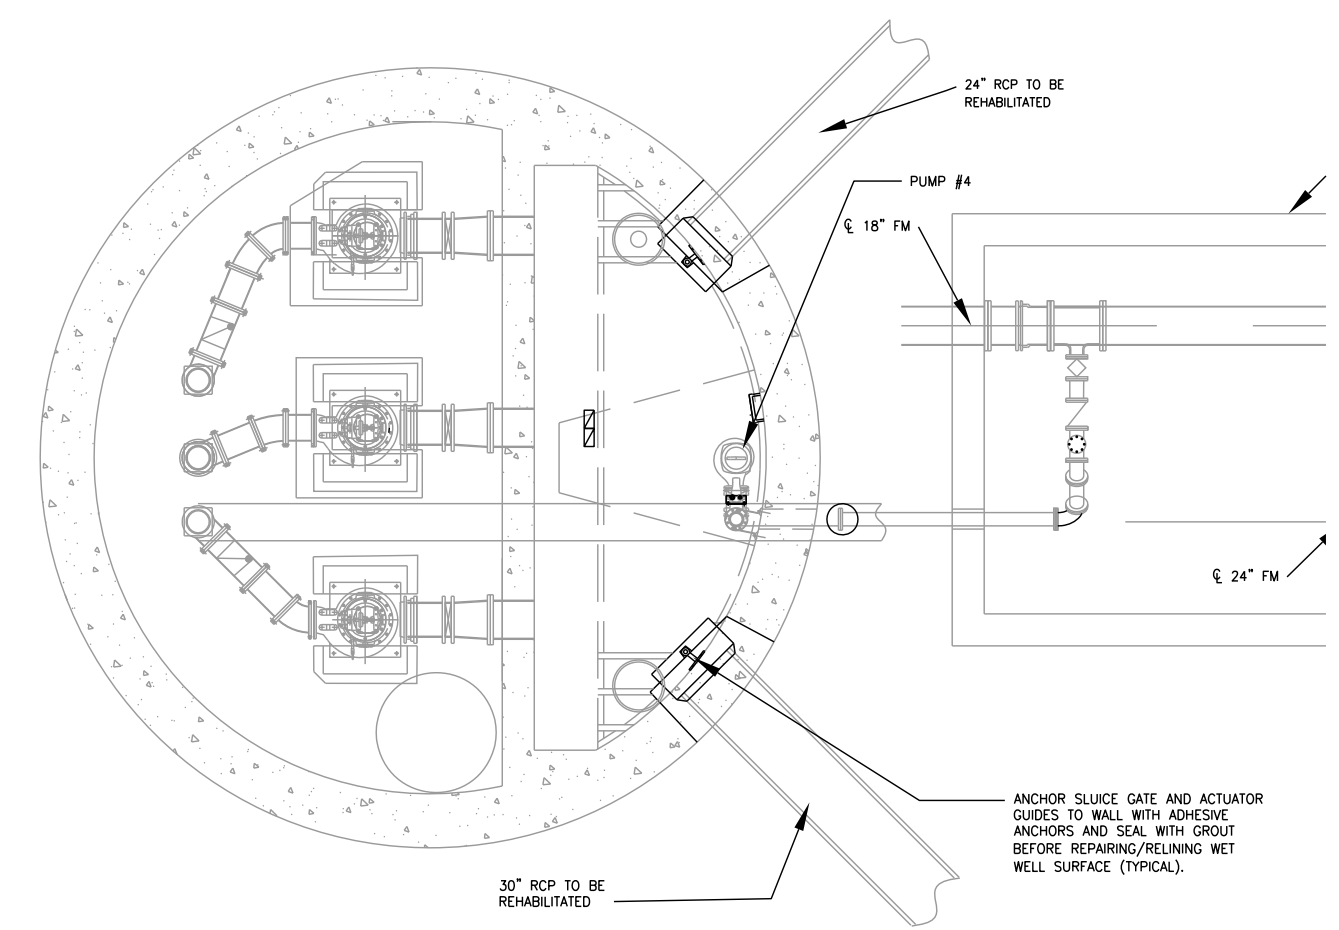 24" RCP TO BE
REHABILITATED
PUMP #4
℄ 18" FM
℄ 24" FM
ANCHOR SLUICE GATE AND ACTUATOR
GUIDES TO WALL WITH ADHESIVE
ANCHORS AND SEAL WITH GROUT
BEFORE REPAIRING/RELINING WET
WELL SURFACE (TYPICAL).
30" RCP TO BE
REHABILITATED